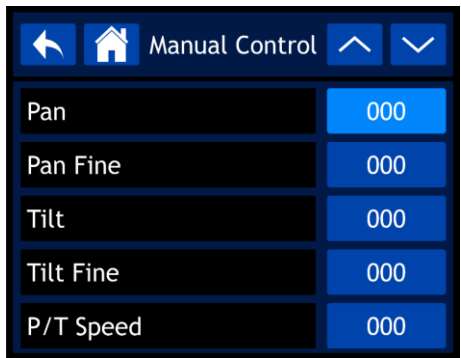 Manual Control
Pan 000
Pan Fine 000
Tilt 000
Tilt Fine 000
P/T Speed 000